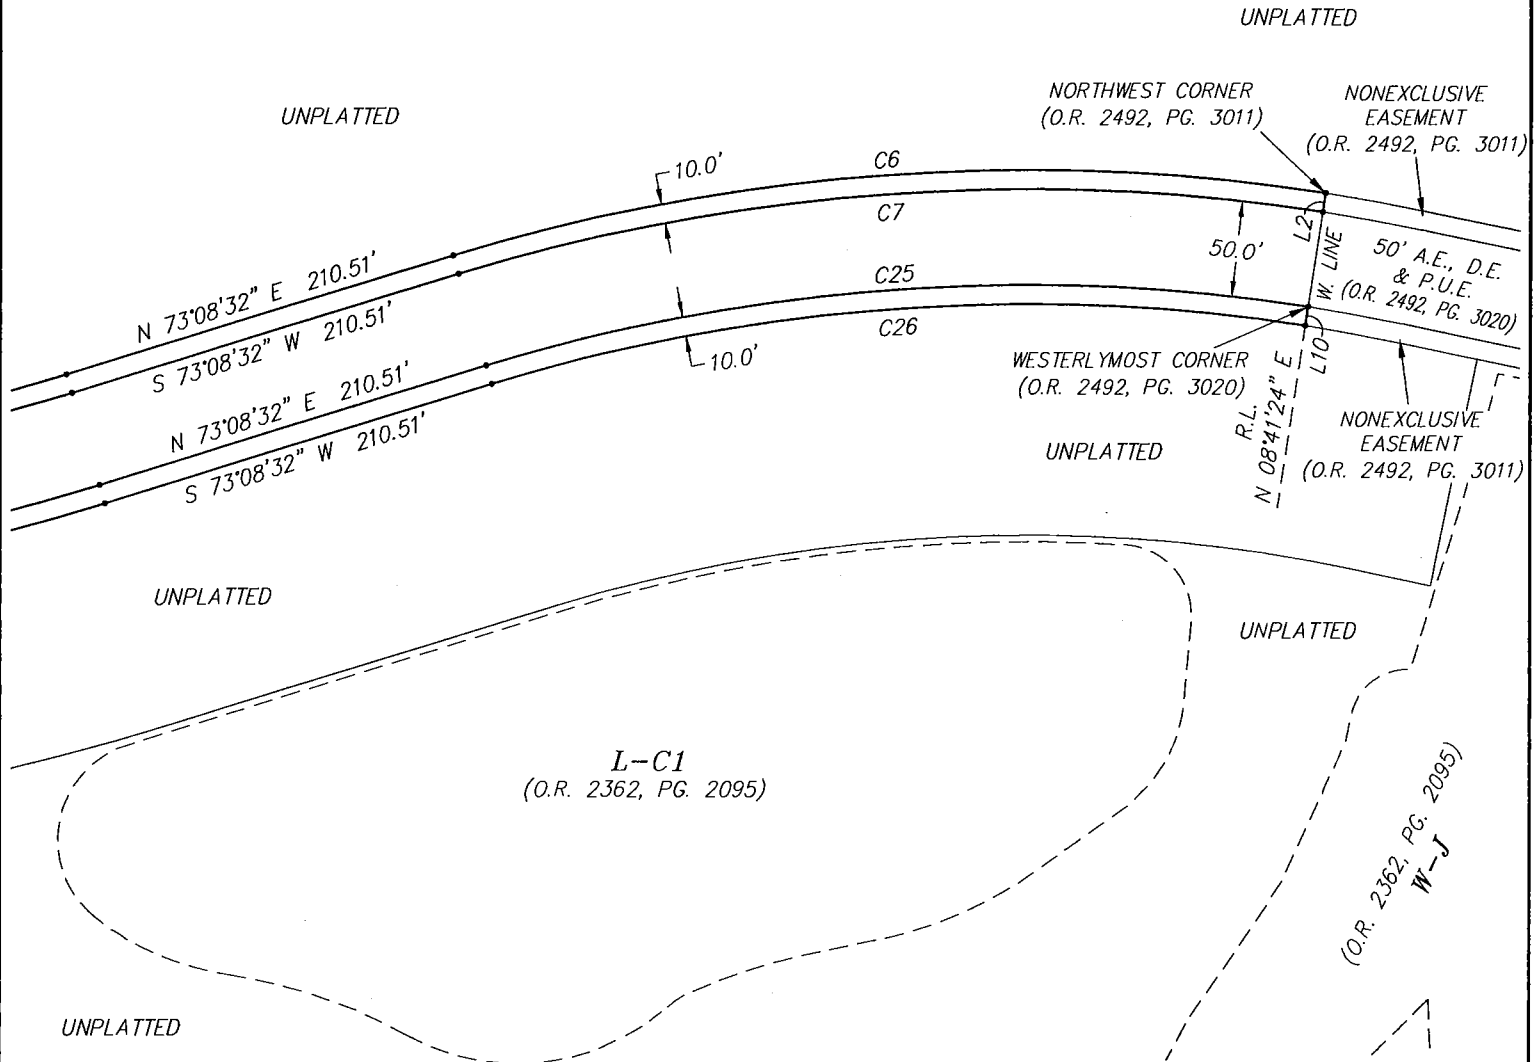 UNPLATTED
UNPLATTED
NORTHWEST CORNER
(O.R. 2492, PG. 3011)
NONEXCLUSIVE
EASEMENT
(O.R. 2492, PG. 3011)
10.0'
C6
C7
L2
W. LINE
50.0'
50' A.E., D.E.
& P.U.E.
(O.R. 2492, PG. 3020)
N 73°08'32" E 210.51'
S 73°08'32" W 210.51'
C25
C26
N 73°08'32" E 210.51'
S 73°08'32" W 210.51'
10.0'
WESTERLYMOST CORNER
(O.R. 2492, PG. 3020)
L10
R.L.
N 08°41'24" E
NONEXCLUSIVE
EASEMENT
(O.R. 2492, PG. 3011)
UNPLATTED
UNPLATTED
UNPLATTED
L-C1
(O.R. 2362, PG. 2095)
(O.R. 2362, PG. 2095)
W-J
UNPLATTED